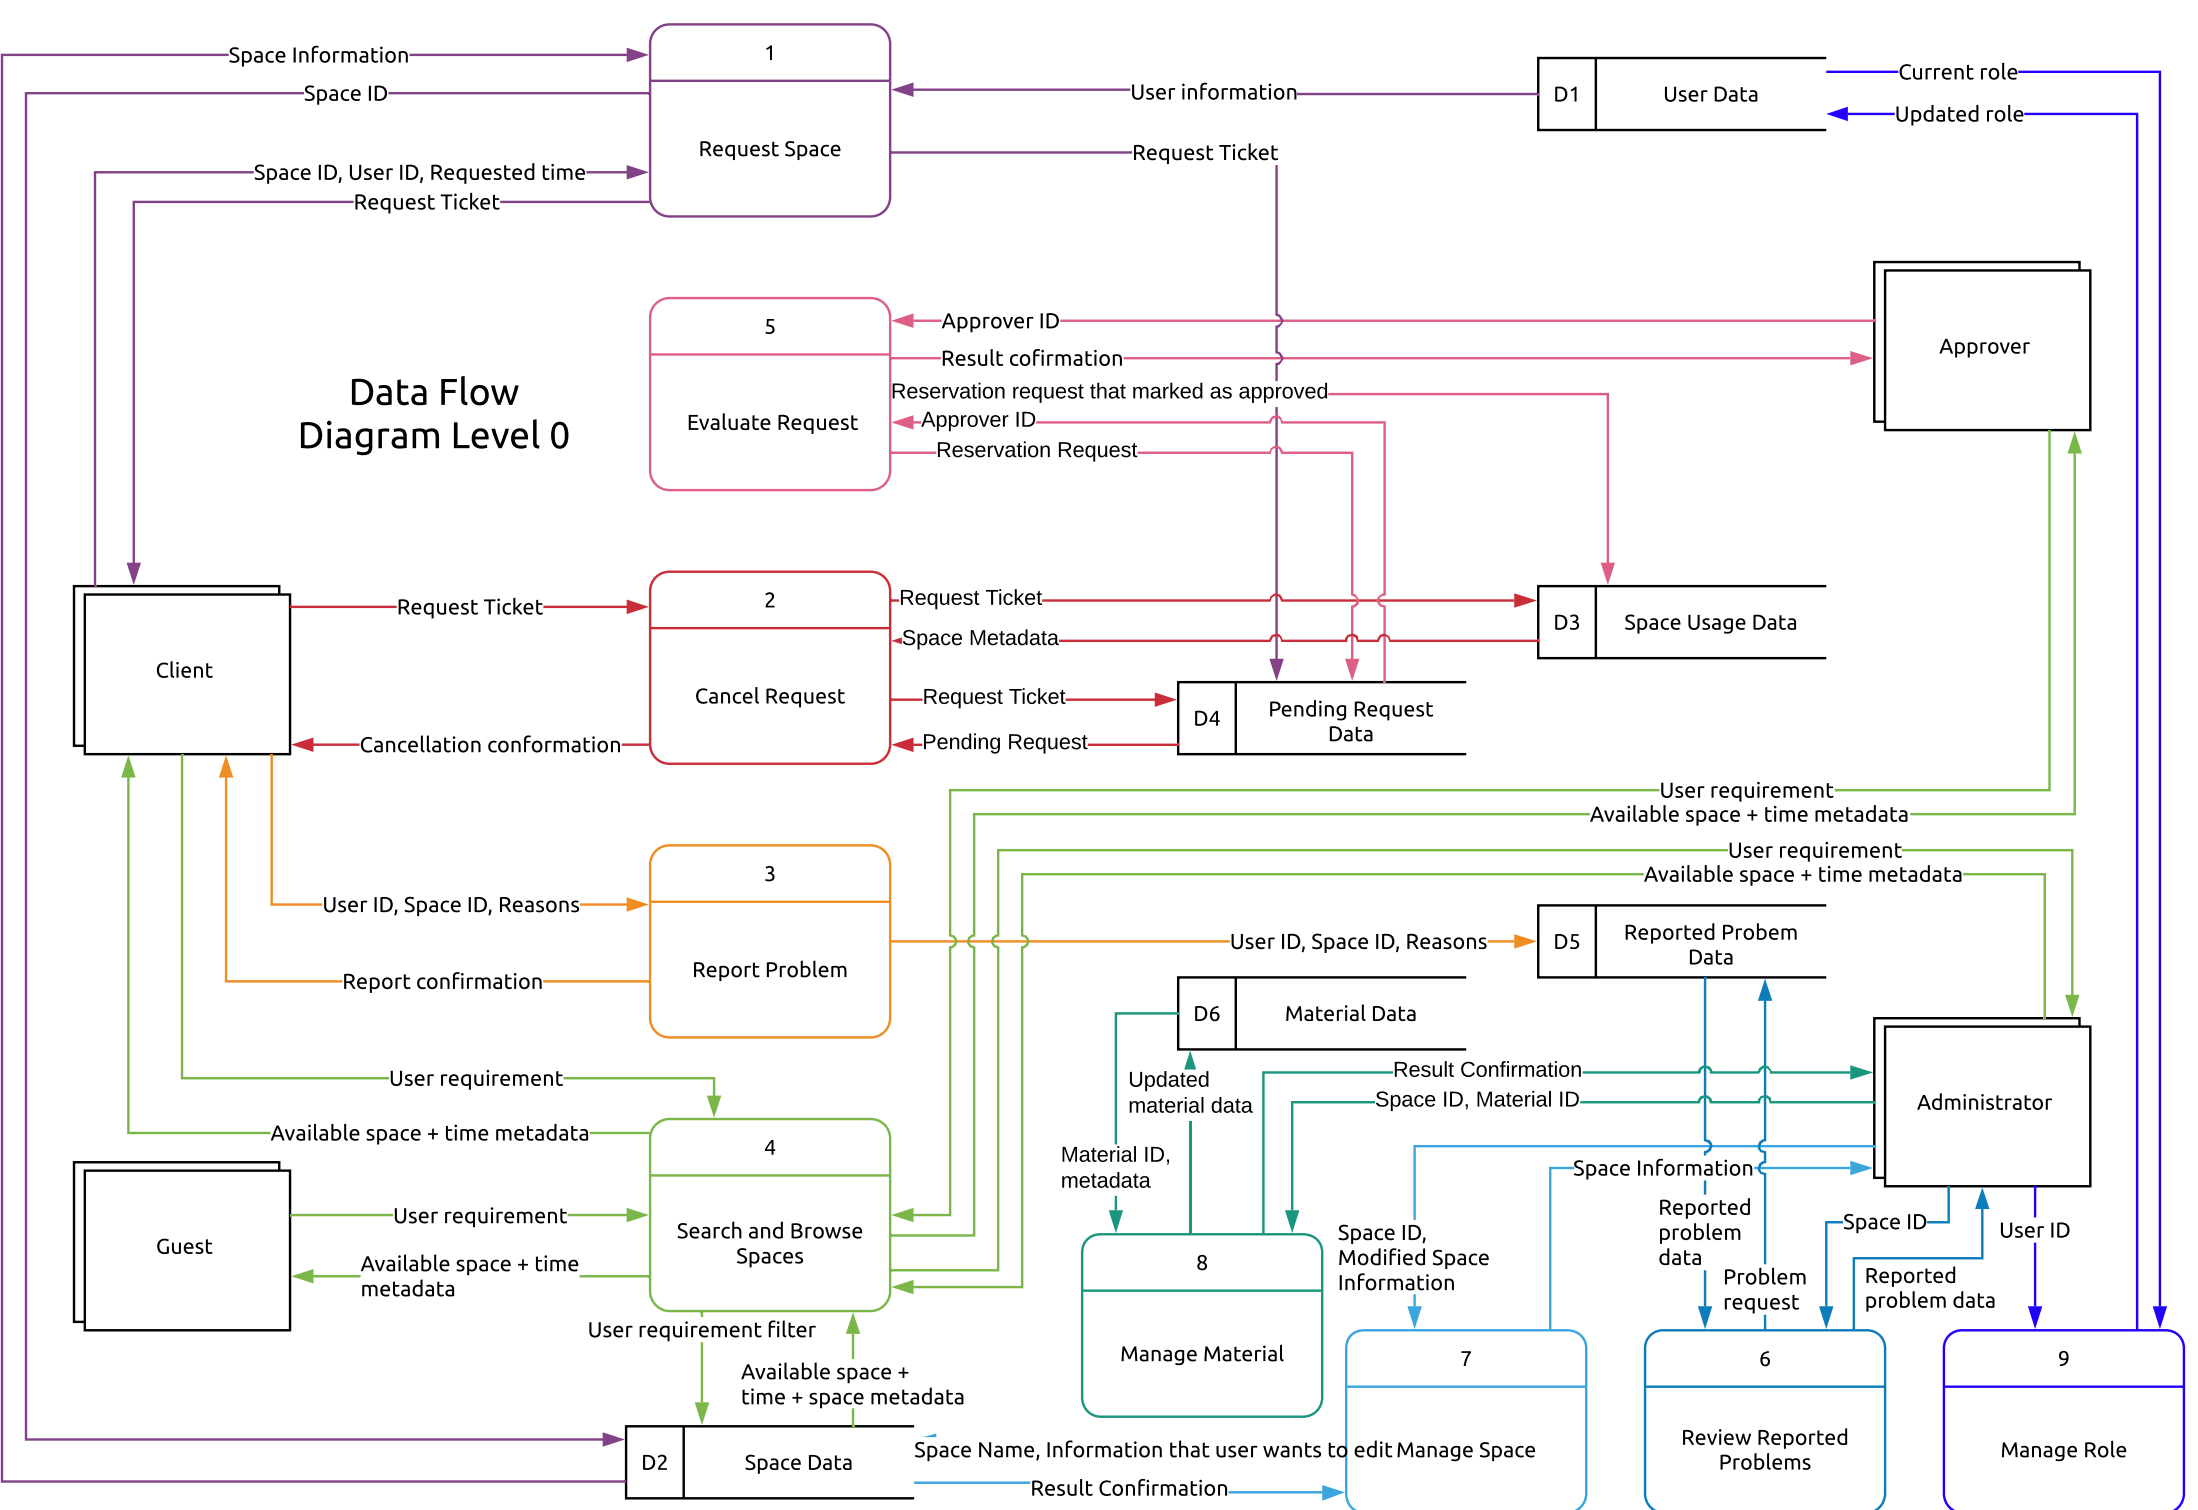 1
Space Information
Space ID
Request Space
Space ID, User ID, Requested time
Request Ticket
User information
Request Ticket
D1
User Data
Current role
Updated role
Data Flow
Diagram Level 0
5
Evaluate Request
Approver ID
Result cofirmation
Reservation request that marked as approved
Approver ID
Reservation Request
Approver
Client
Request Ticket
Cancellation conformation
2
Cancel Request
Request Ticket
Space Metadata
Request Ticket
Pending Request
D3
Space Usage Data
D4
Pending Request
Data
User requirement
Available space + time metadata
User requirement
Available space + time metadata
3
Report Problem
User ID, Space ID, Reasons
Report confirmation
User ID, Space ID, Reasons
D5
Reported Probem
Data
D6
Material Data
Updated
material data
Material ID,
metadata
Result Confirmation
Space ID, Material ID
Administrator
User requirement
Available space + time metadata
4
Search and Browse
Spaces
Guest
User requirement
Available space + time
metadata
User requirement filter
Available space +
time + space metadata
D2
Space Data
8
Manage Material
Space Information
Space ID,
Modified Space
Information
Reported
problem
data
Problem
request
Space ID
Reported
problem data
User ID
7
Space Name, Information that user wants to edit
Manage Space
Result Confirmation
6
Review Reported
Problems
9
Manage Role